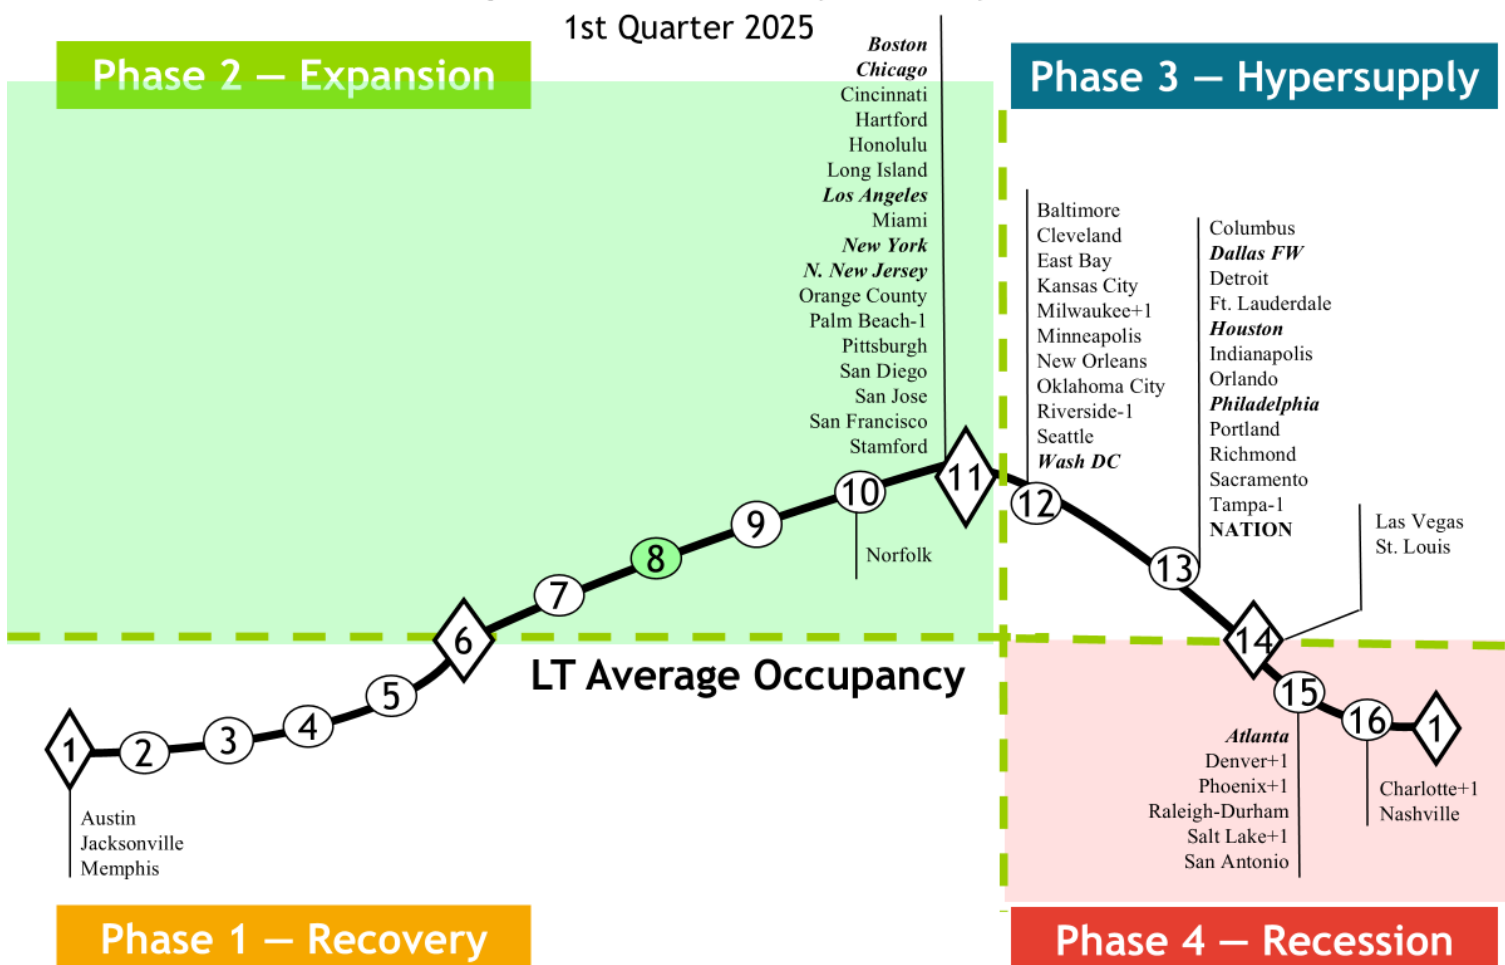 1st Quarter 2025
Phase 2 — Expansion
Phase 3 — Hypersupply
Boston
Chicago
Cincinnati
Hartford
Honolulu
Long Island
Los Angeles
Miami
New York
N. New Jersey
Orange County
Palm Beach-1
Pittsburgh
San Diego
San Jose
San Francisco
Stamford
11
10
Norfolk
9
8
7
6
Baltimore
Cleveland
East Bay
Kansas City
Milwaukee+1
Minneapolis
New Orleans
Oklahoma City
Riverside-1
Seattle
Wash DC
12
Columbus
Dallas FW
Detroit
Ft. Lauderdale
Houston
Indianapolis
Orlando
Philadelphia
Portland
Richmond
Sacramento
Tampa-1
NATION
13
Las Vegas
St. Louis
14
LT Average Occupancy
5
4
3
2
1
Austin
Jacksonville
Memphis
15
Atlanta
Denver+1
Phoenix+1
Raleigh-Durham
Salt Lake+1
San Antonio
16
Charlotte+1
Nashville
1
Phase 1 — Recovery
Phase 4 — Recession